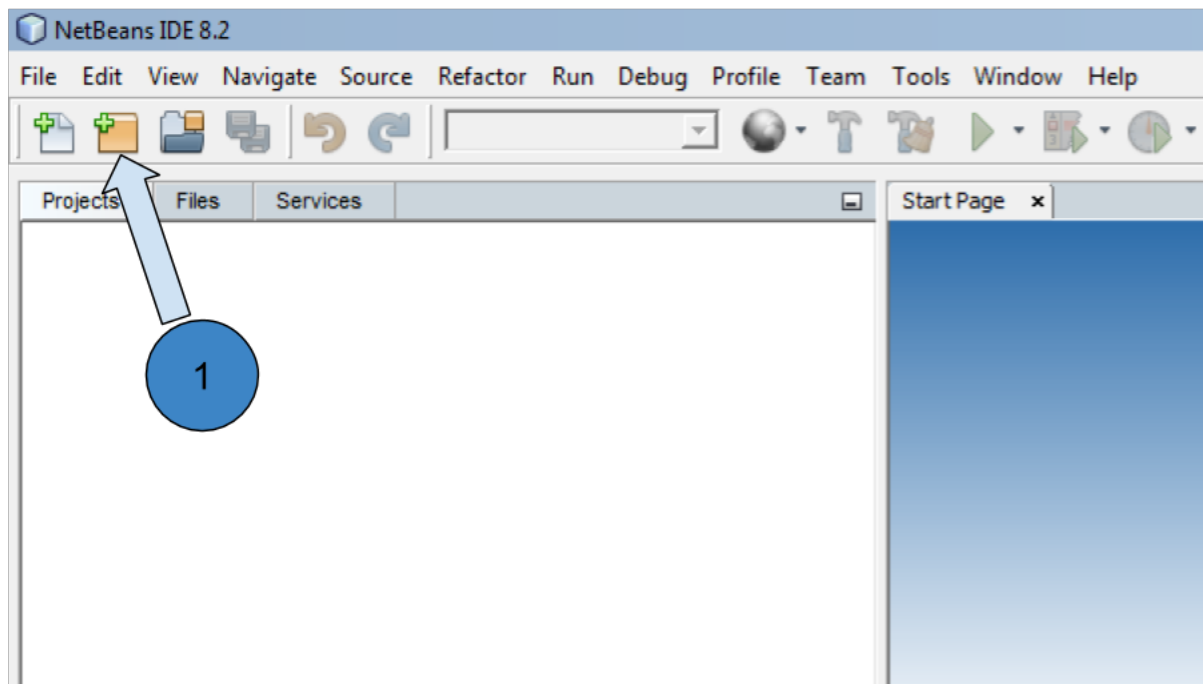 NetBeans IDE 8.2
File Edit View Navigate Source Refactor Run Debug Profile Team Tools Window Help
Projects Files Services Start Page
1